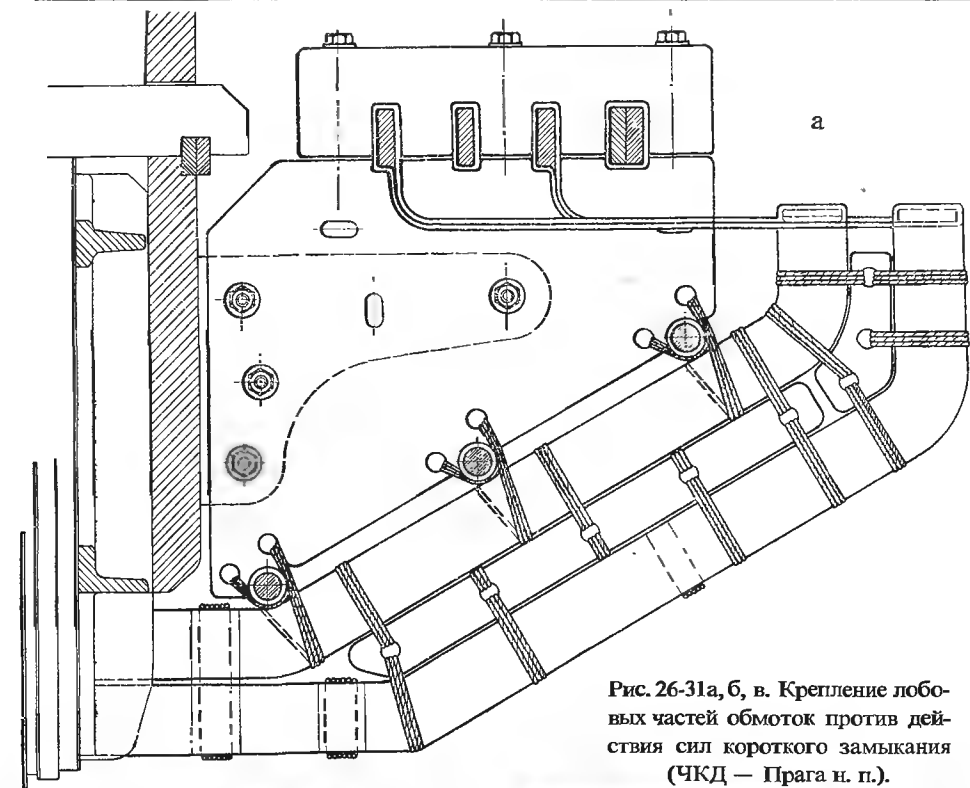 а
Рис. 26-31а, б, в. Крепление лобо-
вых частей обмоток против дей-
ствия сил короткого замыкания
(ЧКД — Прага н. п.).